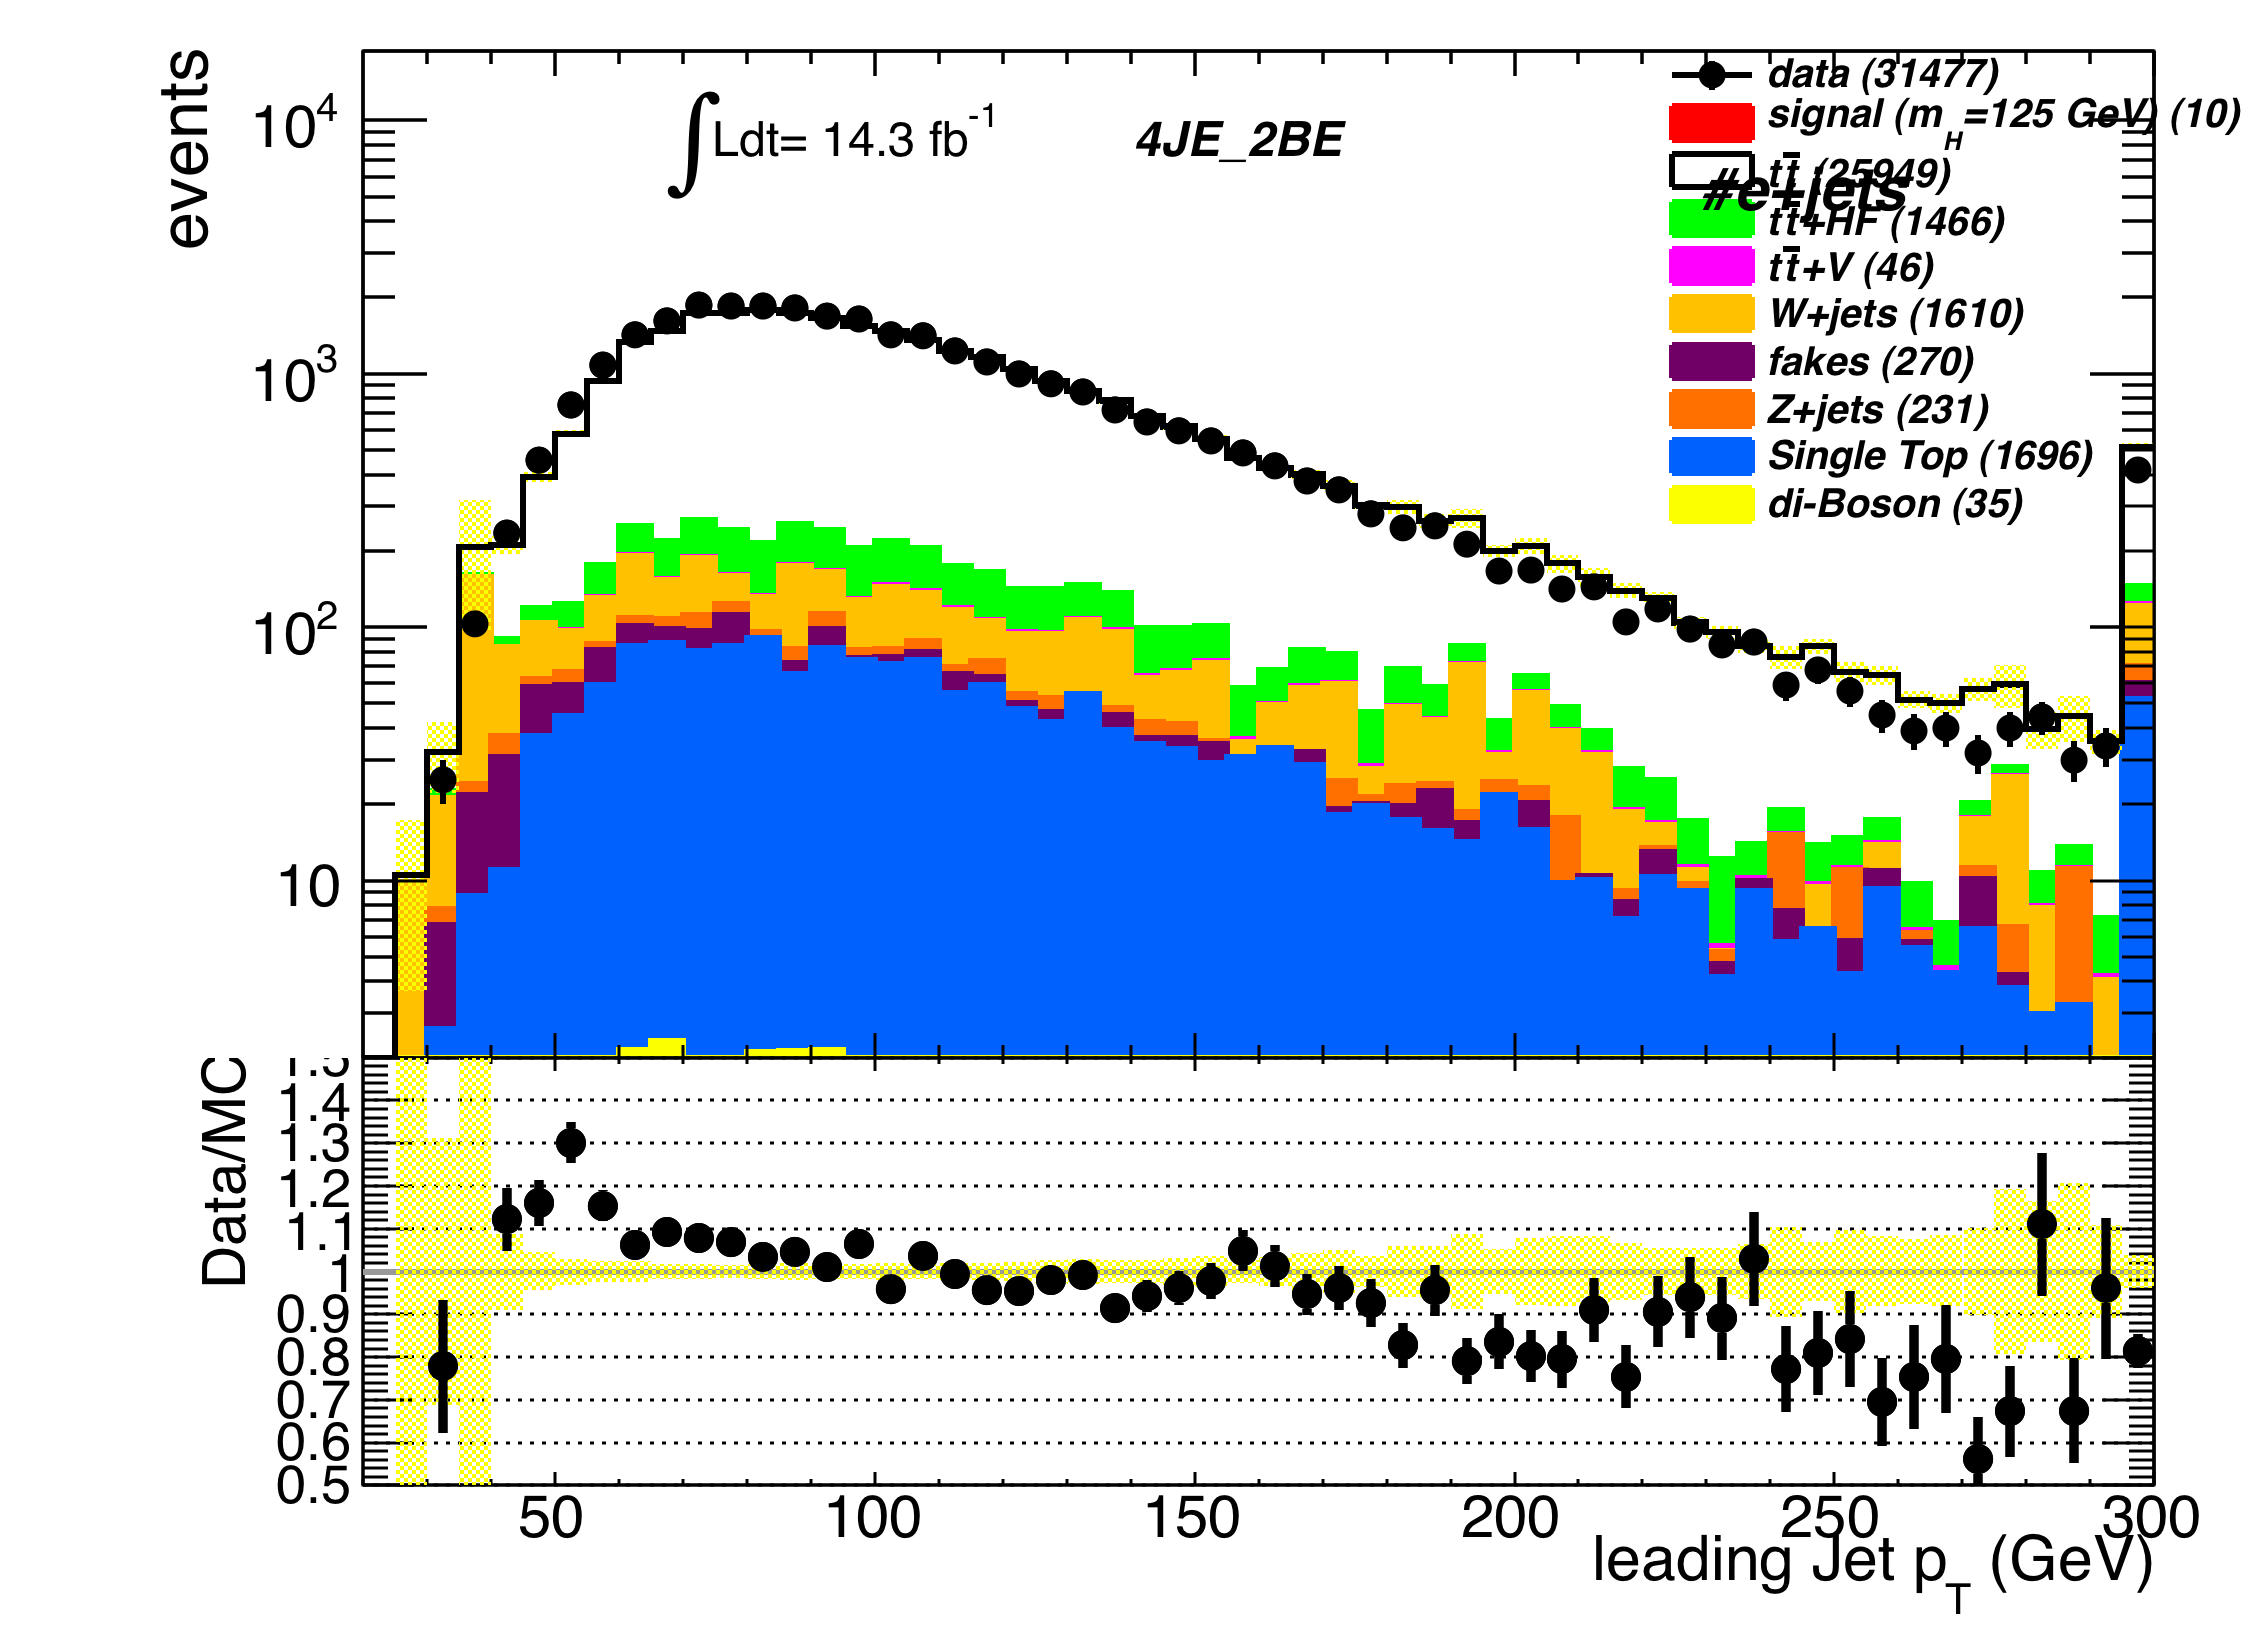 events
10^4
10^3
10^2
10
∫Ldt= 14.3 fb^-1
4JE_2BE
data (31477)
signal (m_H=125 GeV) (10)
tt̄ (25949)
#e+jets
tt̄+HF (1466)
tt̄+V (46)
W+jets (1610)
fakes (270)
Z+jets (231)
Single Top (1696)
di-Boson (35)
Data/MC
1.5
1.4
1.3
1.2
1.1
1
0.9
0.8
0.7
0.6
0.5
50 100 150 200 250 300
leading Jet p_T (GeV)